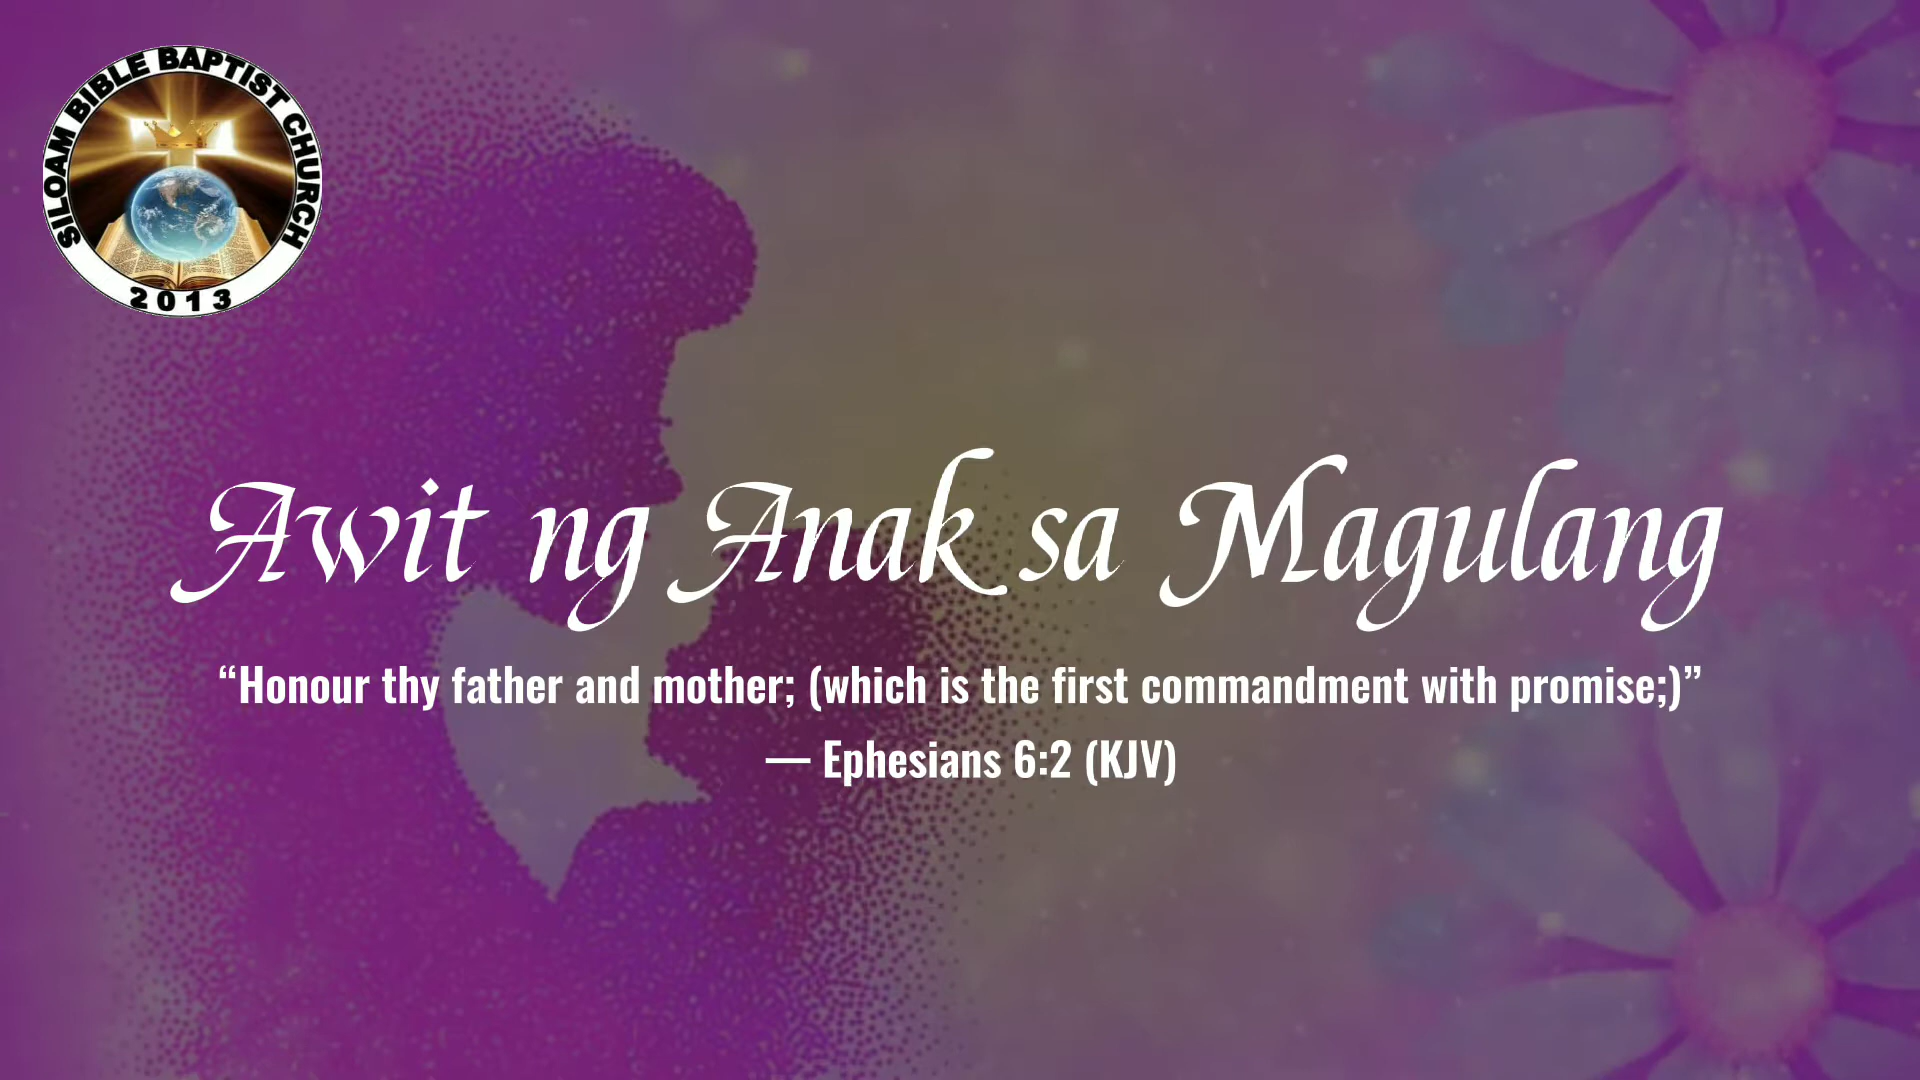 SILOAM BIBLE BAPTIST CHURCH
2013
Awit ng Anak sa Magulang
“Honour thy father and mother; (which is the first commandment with promise;)”
— Ephesians 6:2 (KJV)